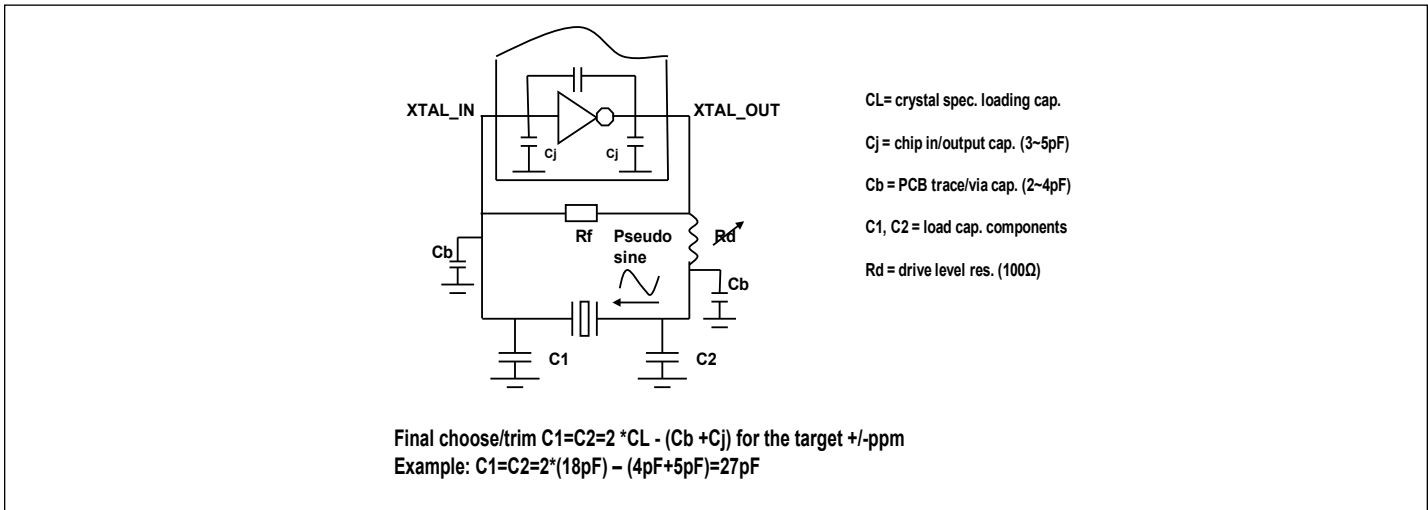 XTAL_IN
XTAL_OUT
Cj
Cj
Rf
Pseudo
sine
Rd
Cb
Cb
C1
C2
CL= crystal spec. loading cap.
Cj = chip in/output cap. (3~5pF)
Cb = PCB trace/via cap. (2~4pF)
C1, C2 = load cap. components
Rd = drive level res. (100Ω)
Final choose/trim C1=C2=2 *CL - (Cb +Cj) for the target +/-ppm
Example: C1=C2=2*(18pF) – (4pF+5pF)=27pF